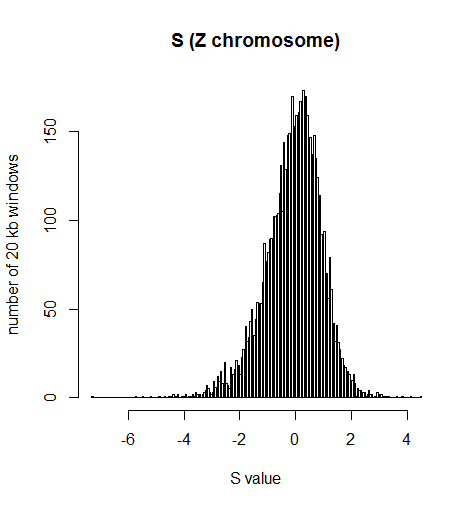 S (Z chromosome)
number of 20 kb windows
150
100
50
0
-6 -4 -2 0 2 4
S value